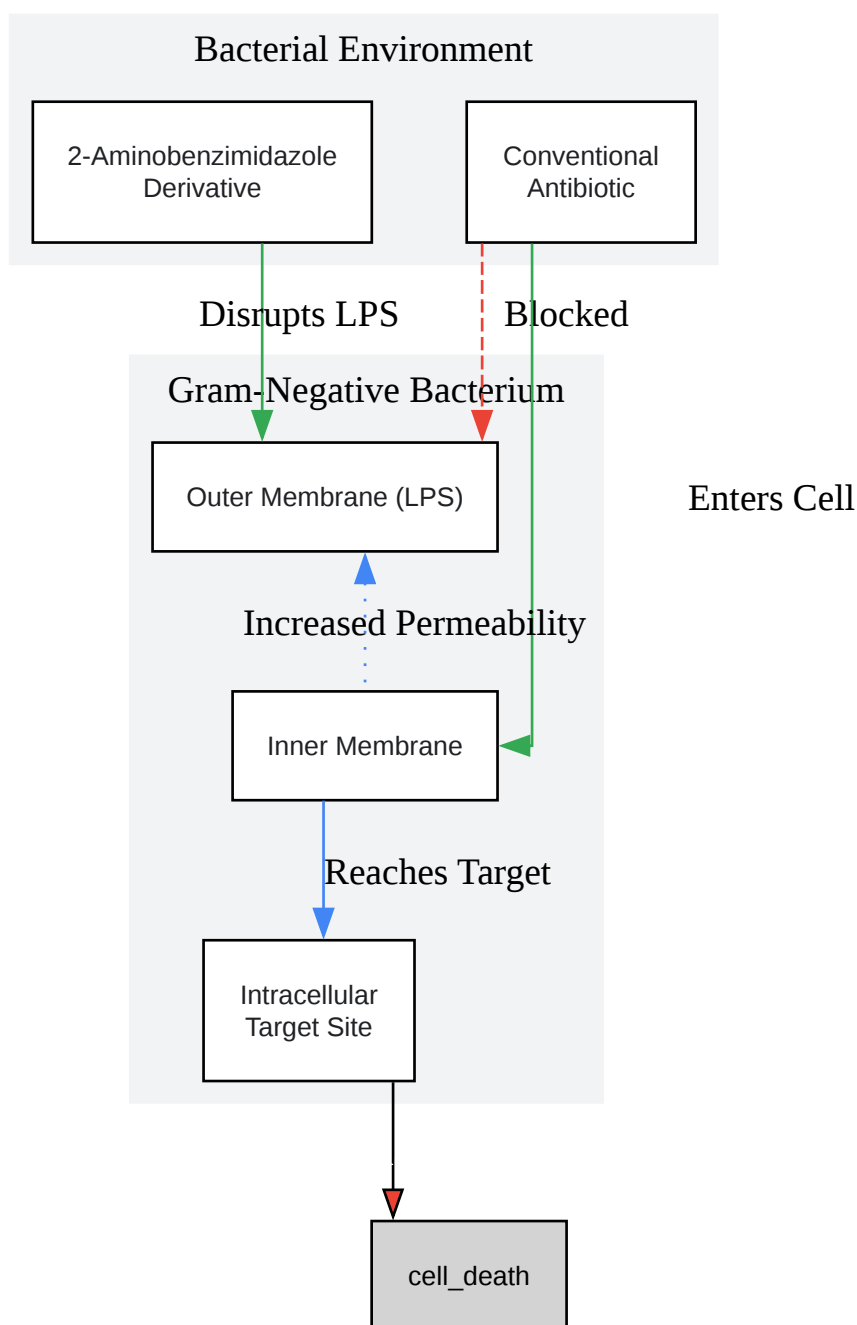 Bacterial Environment
2-Aminobenzimidazole
Derivative
Conventional
Antibiotic
Disrupts LPS
Blocked
Gram-Negative Bacterium
Outer Membrane (LPS)
Enters Cell
Increased Permeability
Inner Membrane
Reaches Target
Intracellular
Target Site
cell_death